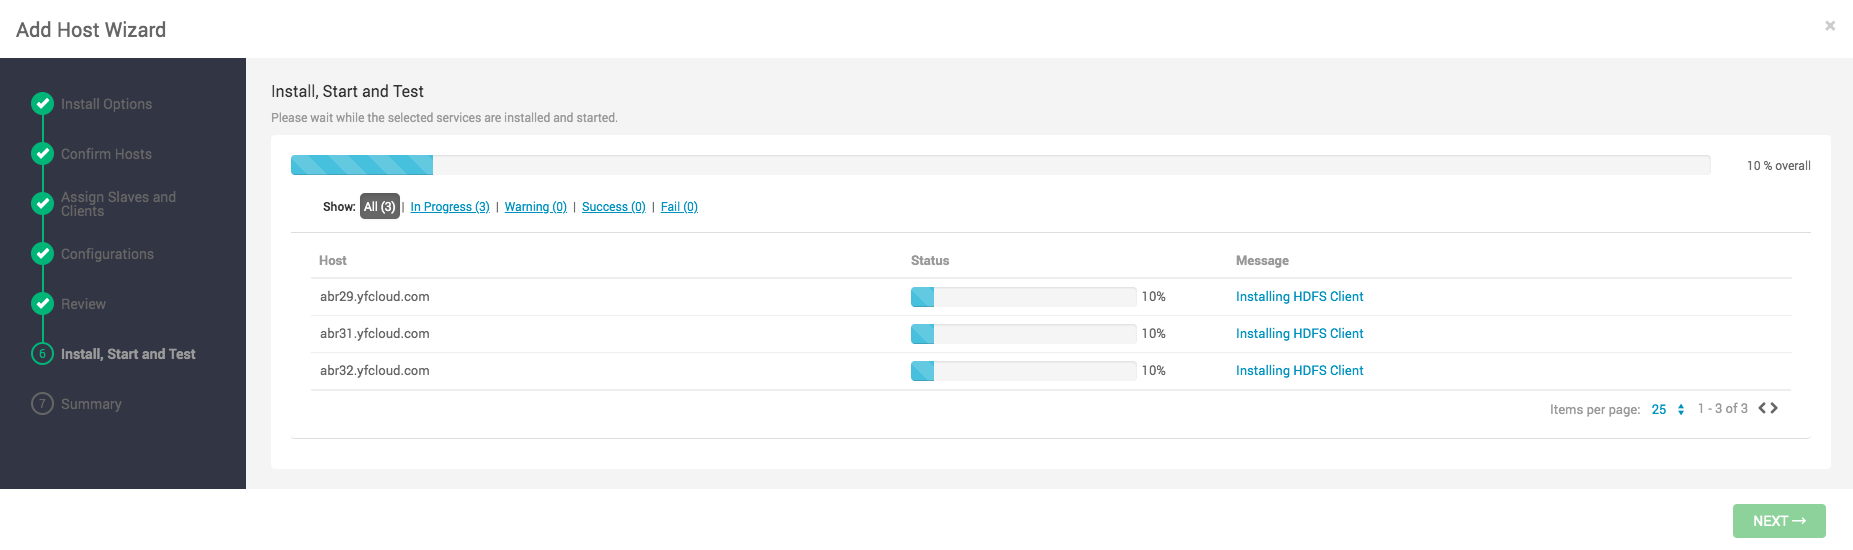 Add Host Wizard
×
Install Options
Confirm Hosts
Assign Slaves and
Clients
Configurations
Review
6 Install, Start and Test
7 Summary
Install, Start and Test
Please wait while the selected services are installed and started.
10 % overall
Show: All (3) | In Progress (3) | Warning (0) | Success (0) | Fail (0)
Host Status Message
abr29.yfcloud.com 10% Installing HDFS Client
abr31.yfcloud.com 10% Installing HDFS Client
abr32.yfcloud.com 10% Installing HDFS Client
Items per page: 25 1 - 3 of 3
NEXT →